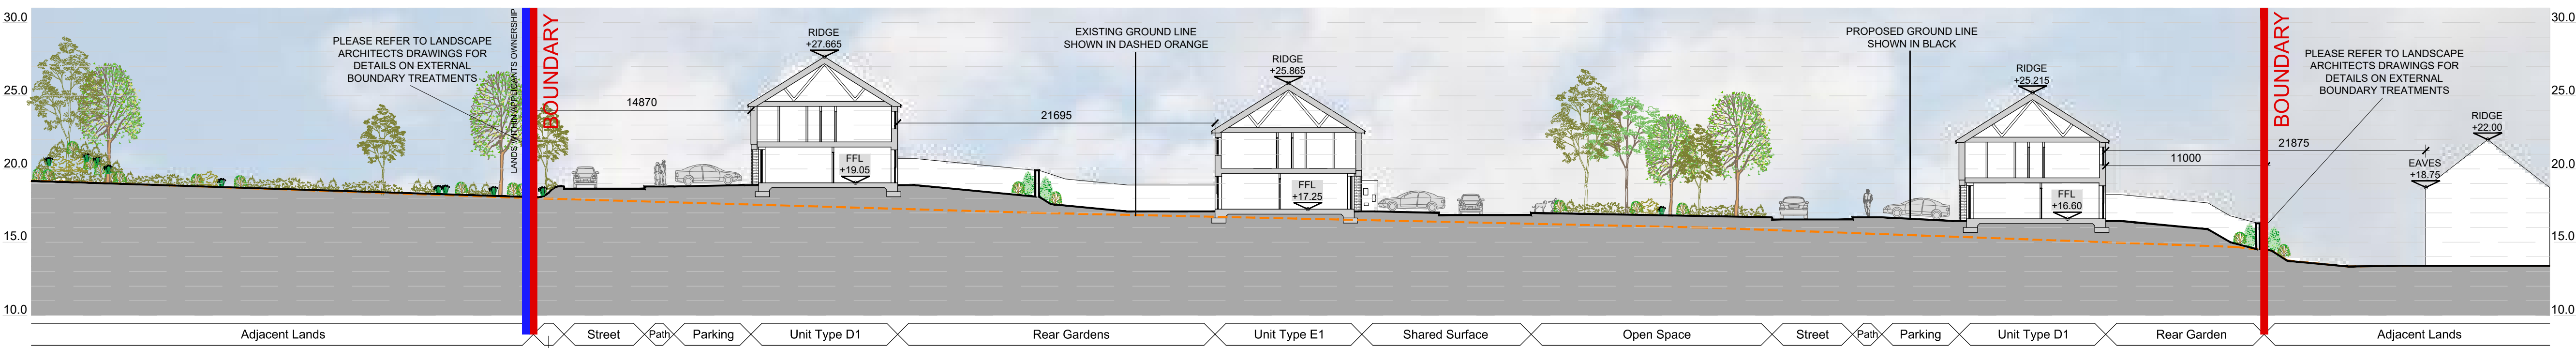 30.0
25.0
20.0
15.0
10.0
PLEASE REFER TO LANDSCAPE
ARCHITECTS DRAWINGS FOR
DETAILS ON EXTERNAL
BOUNDARY TREATMENTS
LANDS WITHIN APPLICANTS OWNERSHIP
BOUNDARY
14870
RIDGE
+27.665
FFL
+19.05
EXISTING GROUND LINE
SHOWN IN DASHED ORANGE
21695
RIDGE
+25.865
FFL
+17.25
PROPOSED GROUND LINE
SHOWN IN BLACK
RIDGE
+25.215
FFL
+16.60
BOUNDARY
PLEASE REFER TO LANDSCAPE
ARCHITECTS DRAWINGS FOR
DETAILS ON EXTERNAL
BOUNDARY TREATMENTS
21875
11000
RIDGE
+22.00
EAVES
+18.75
30.0
25.0
20.0
15.0
10.0
Adjacent Lands
Street
Path
Parking
Unit Type D1
Rear Gardens
Unit Type E1
Shared Surface
Open Space
Street
Path
Parking
Unit Type D1
Rear Garden
Adjacent Lands